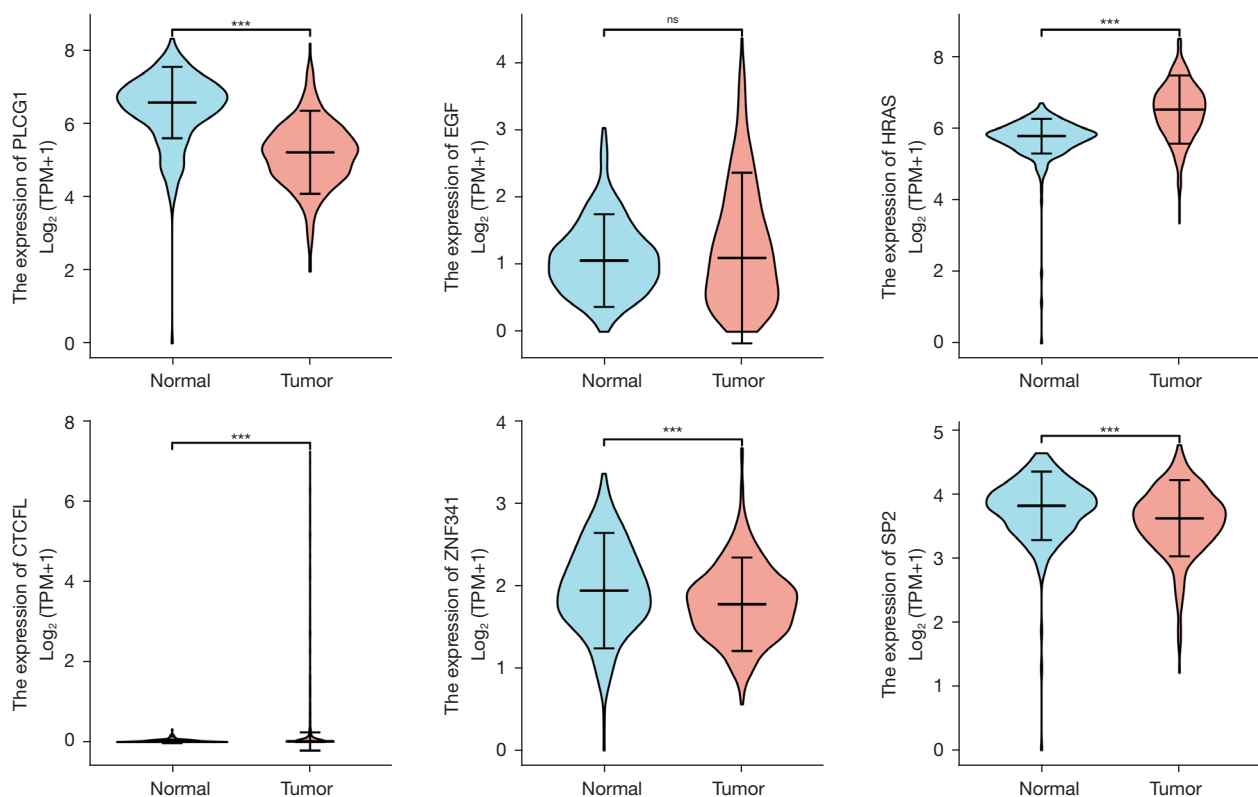 The expression of PLCG1
Log₂ (TPM+1)
8
6
4
2
0
***
Normal
Tumor
The expression of EGF
Log₂ (TPM+1)
4
3
2
1
0
ns
Normal
Tumor
The expression of HRAS
Log₂ (TPM+1)
8
6
4
2
0
***
Normal
Tumor
The expression of CTCFL
Log₂ (TPM+1)
8
6
4
2
0
***
Normal
Tumor
The expression of ZNF341
Log₂ (TPM+1)
4
3
2
1
0
***
Normal
Tumor
The expression of SP2
Log₂ (TPM+1)
5
4
3
2
1
0
***
Normal
Tumor